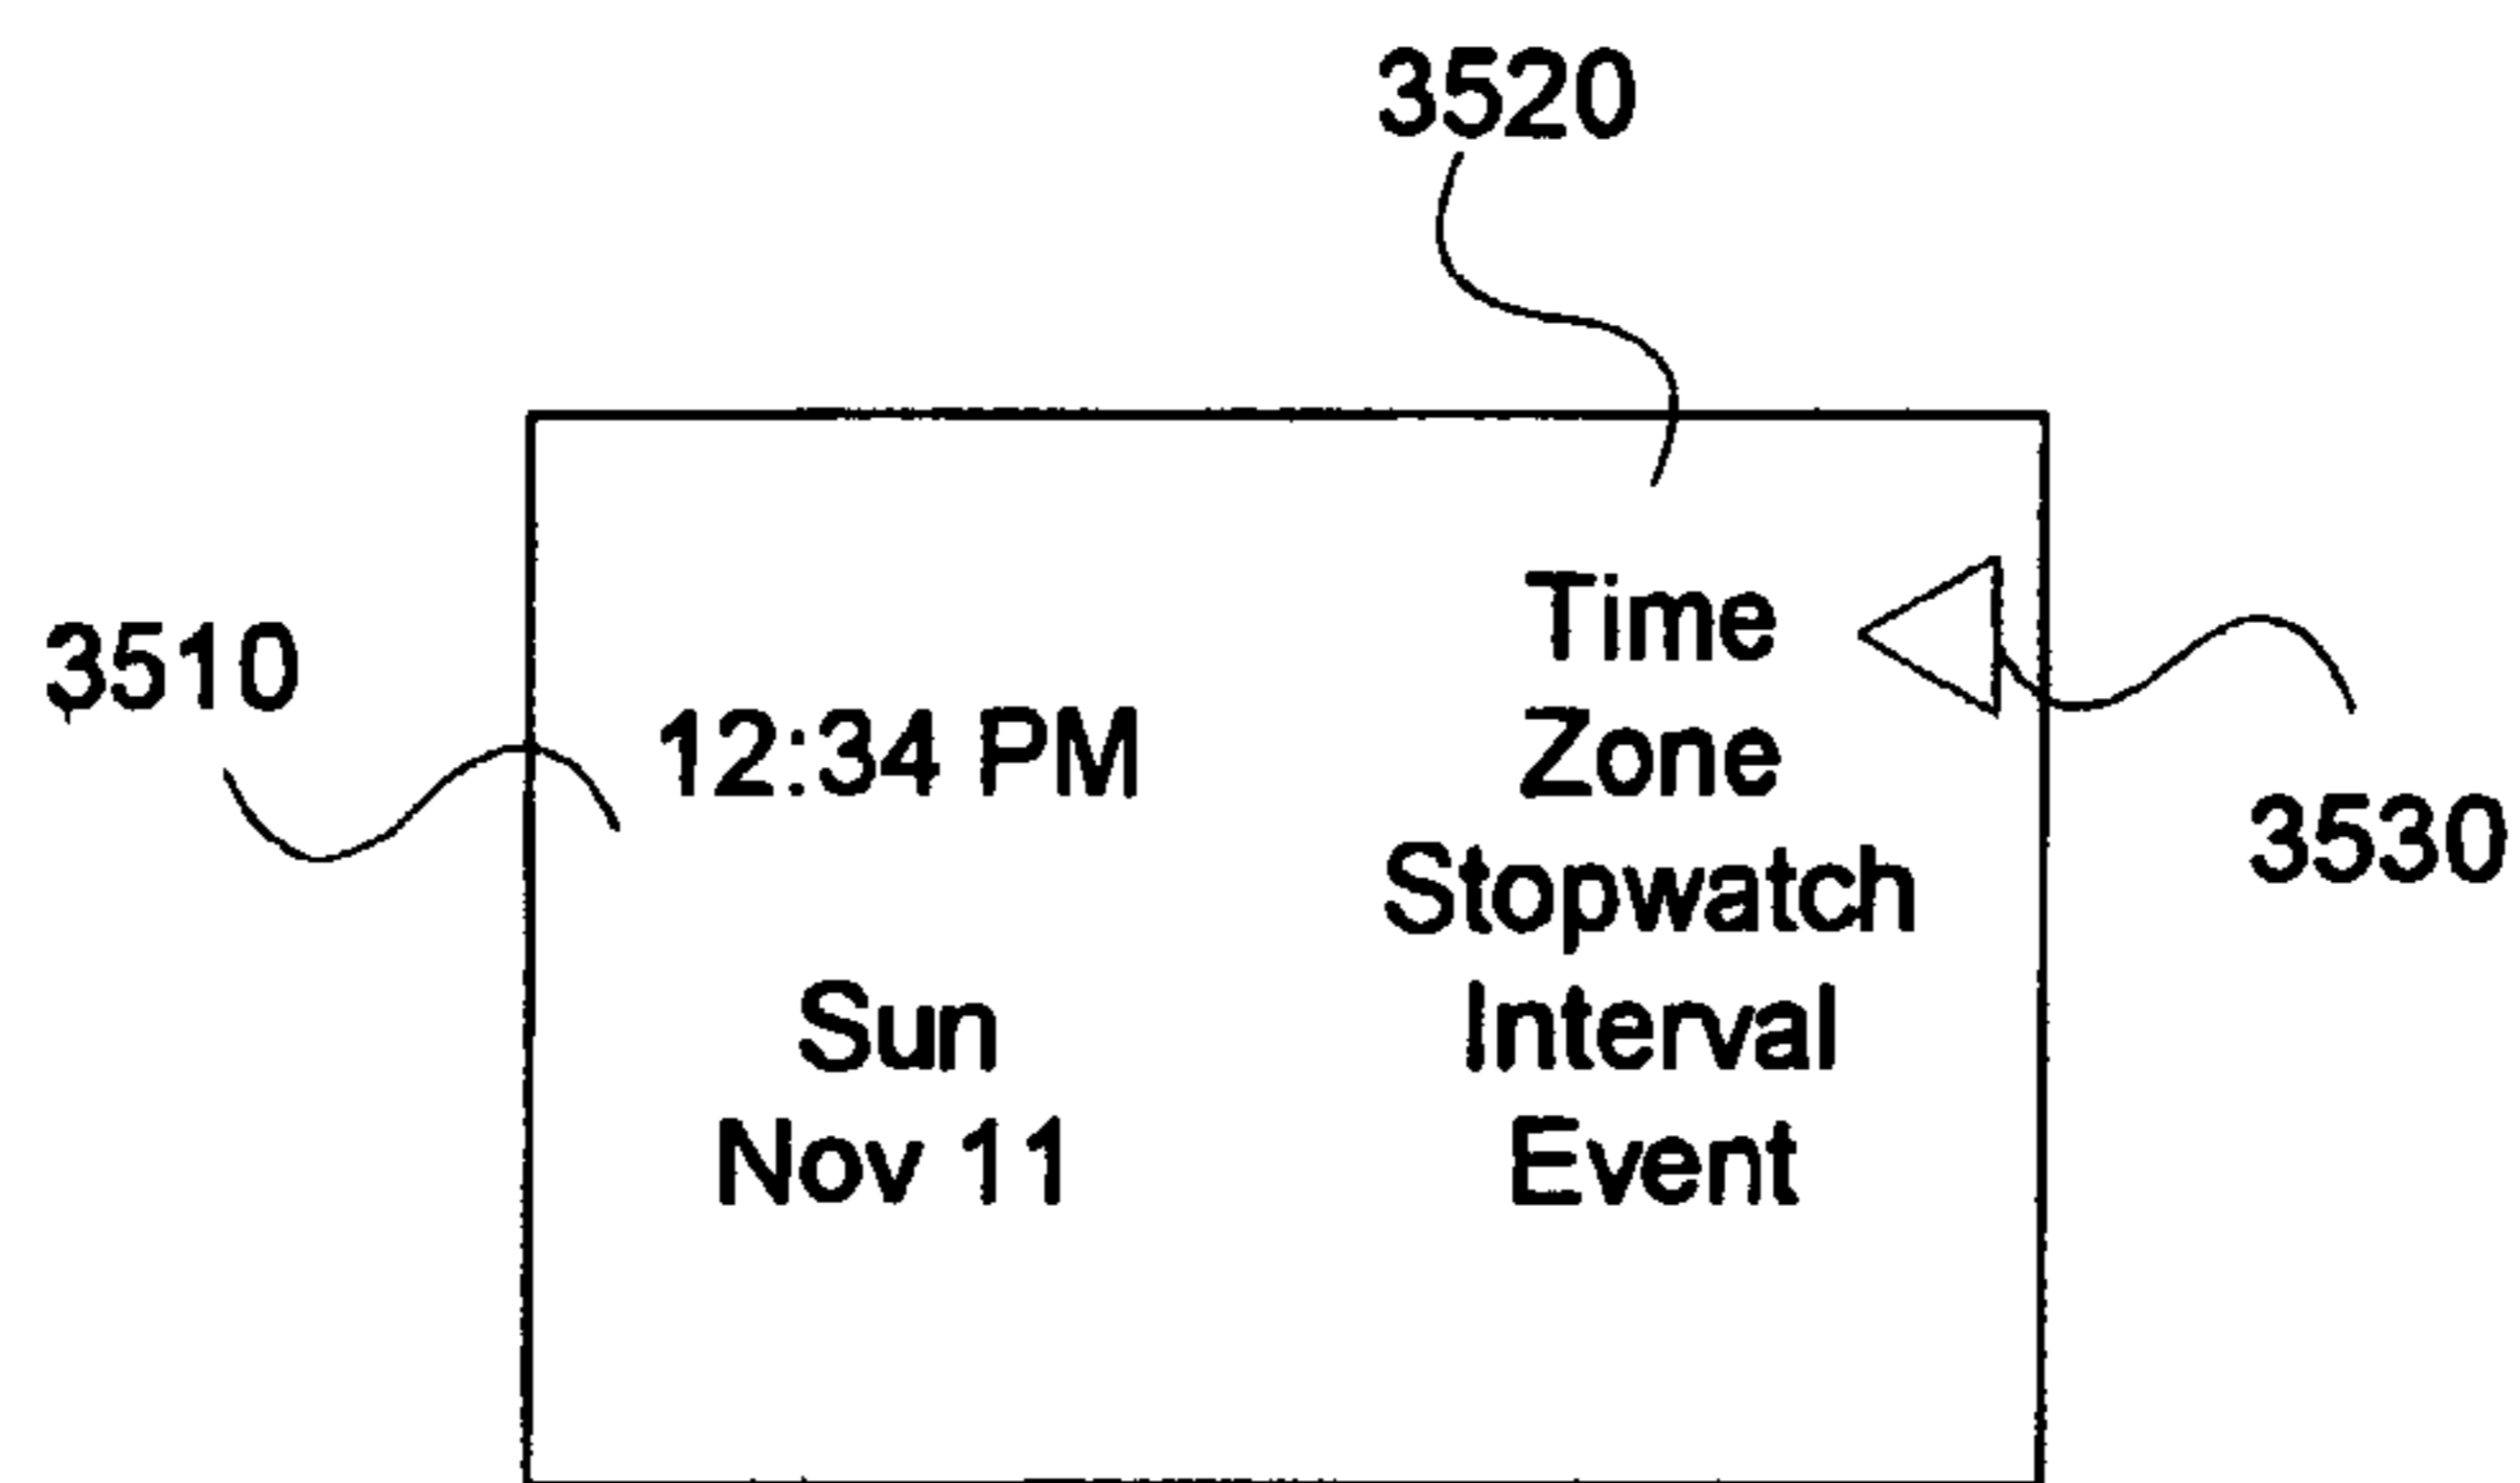 3520
3510
12:34 PM
Sun
Nov 11
Time
Zone
Stopwatch
Interval
Event
3530